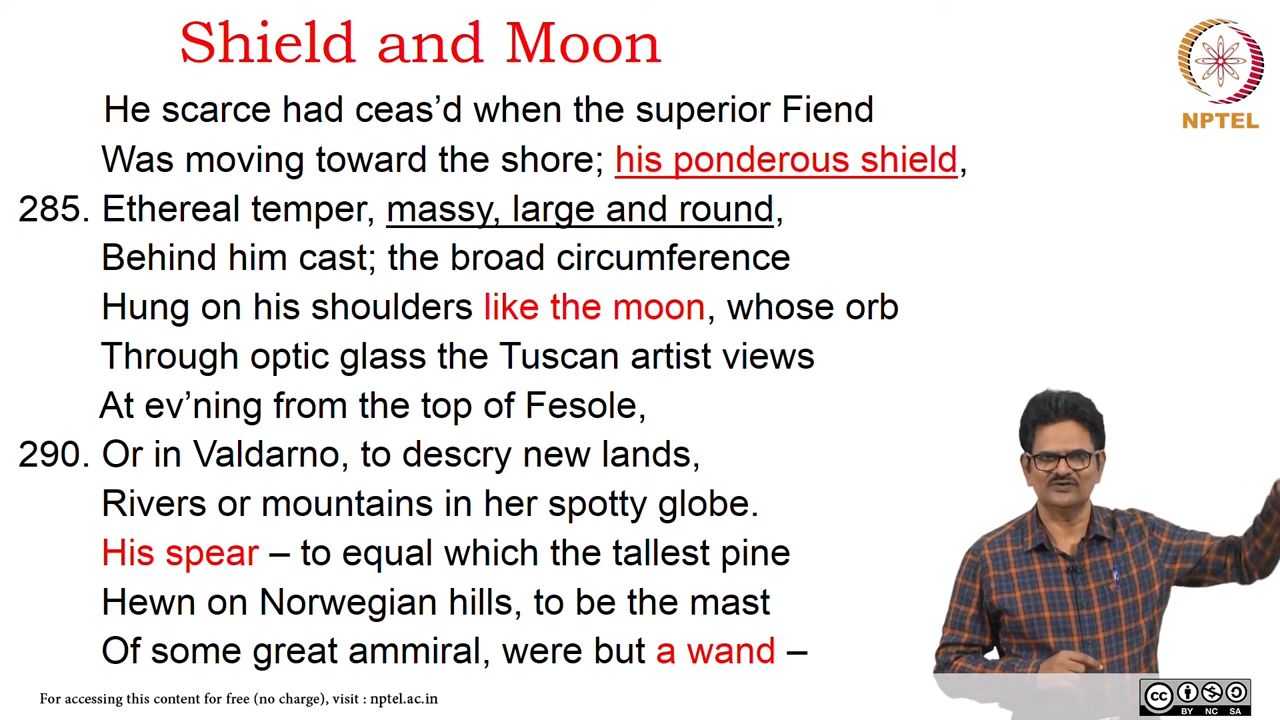 Shield and Moon
NPTEL
He scarce had ceas’d when the superior Fiend
Was moving toward the shore; his ponderous shield,
285. Ethereal temper, massy, large and round,
Behind him cast; the broad circumference
Hung on his shoulders like the moon, whose orb
Through optic glass the Tuscan artist views
At ev’ning from the top of Fesole,
290. Or in Valdarno, to descry new lands,
Rivers or mountains in her spotty globe.
His spear – to equal which the tallest pine
Hewn on Norwegian hills, to be the mast
Of some great ammiral, were but a wand –
For accessing this content for free (no charge), visit : nptel.ac.in
CC BY NC SA